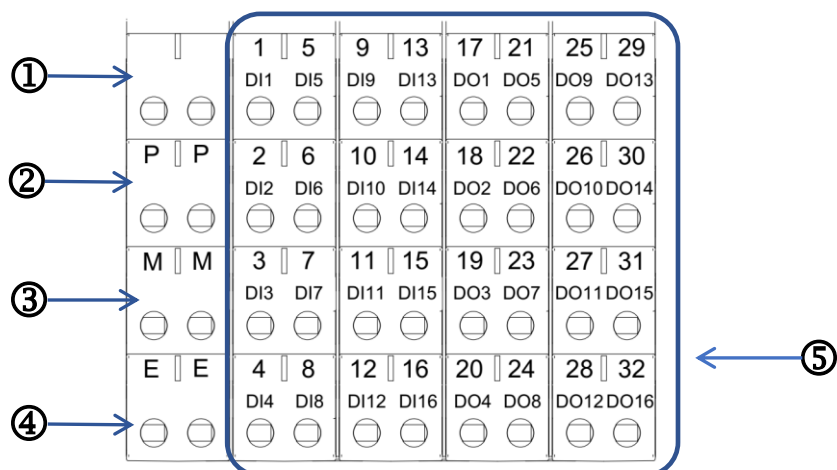 1 5 9 13 17 21 25 29
① DI1 DI5 DI9 DI13 DO1 DO5 DO9 DO13
P P 2 6 10 14 18 22 26 30
② DI2 DI6 DI10 DI14 DO2 DO6 DO10 DO14
M M 3 7 11 15 19 23 27 31
③ DI3 DI7 DI11 DI15 DO3 DO7 DO11 DO15
E E 4 8 12 16 20 24 28 32
⑤
④ DI4 DI8 DI12 DI16 DO4 DO8 DO12 DO16